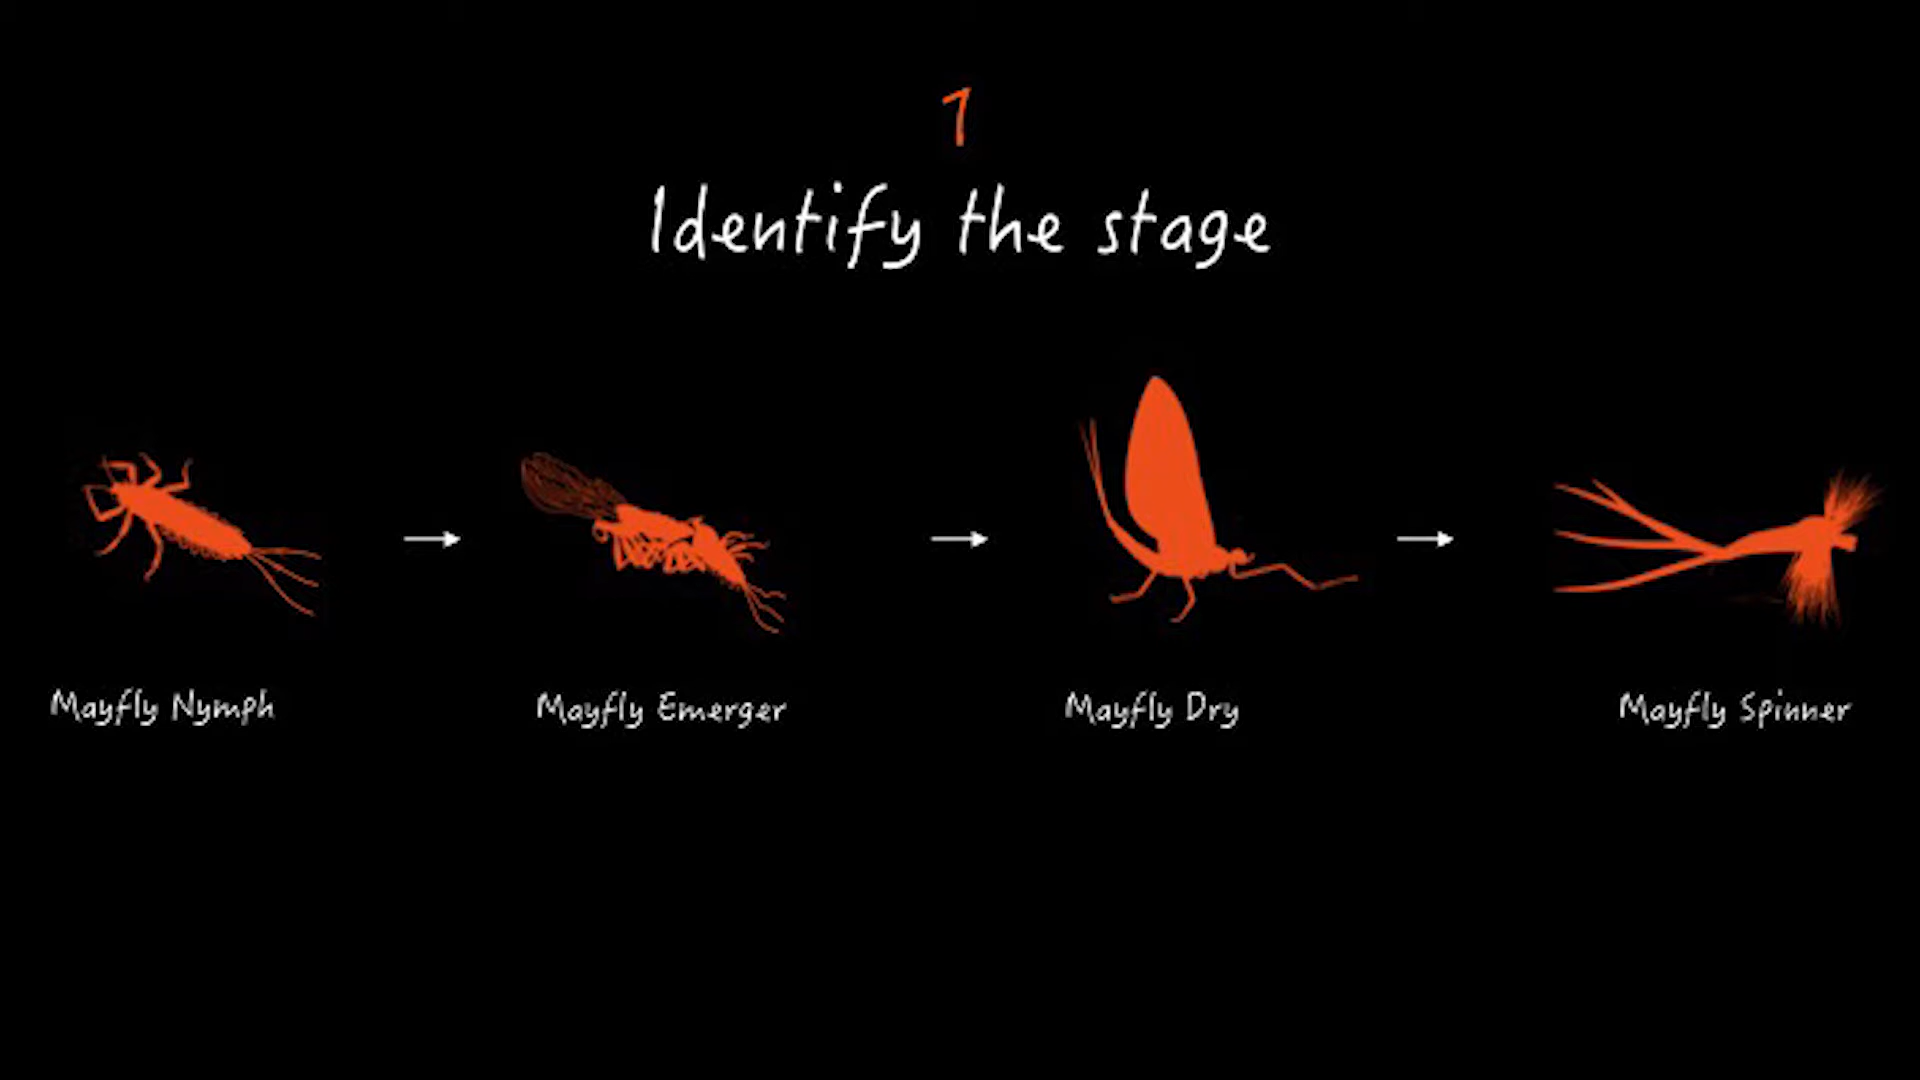 1
Identify the stage
Mayfly Nymph
Mayfly Emerger
Mayfly Dry
Mayfly Spinner